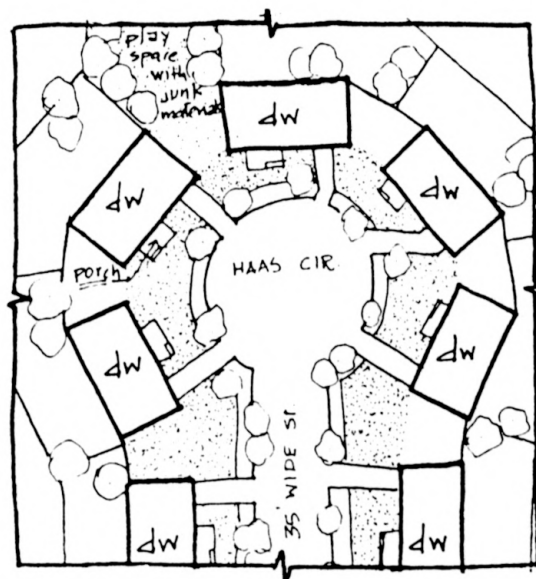 play
space
with
junk
materials
dw
dw
dw
porch
HAAS CIR
dw
dw
35' WIDE ST
dw
dw